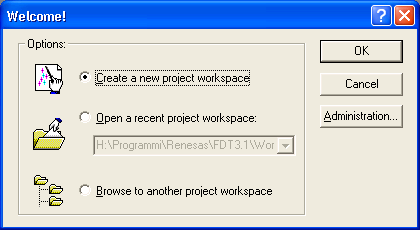 Welcome!
Options:
Create a new project workspace
Open a recent project workspace:
H:\Programmi\Renesas\FDT3.1\Wor
Browse to another project workspace
OK
Cancel
Administration...